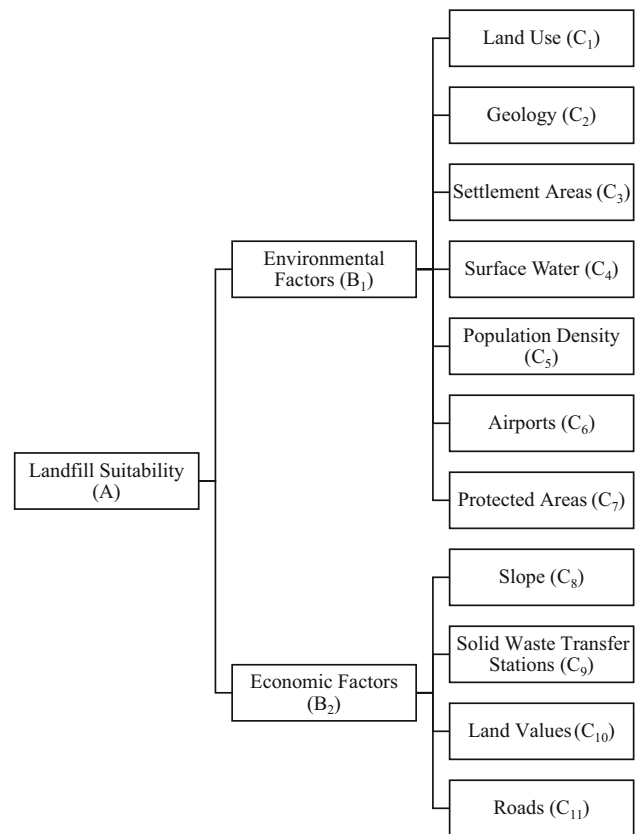 Land Use (C₁)
Geology (C₂)
Settlement Areas (C₃)
Environmental
Factors (B₁)
Surface Water (C₄)
Population Density
(C₅)
Airports (C₆)
Landfill Suitability
(A)
Protected Areas (C₇)
Slope (C₈)
Solid Waste Transfer
Stations (C₉)
Economic Factors
(B₂)
Land Values (C₁₀)
Roads (C₁₁)